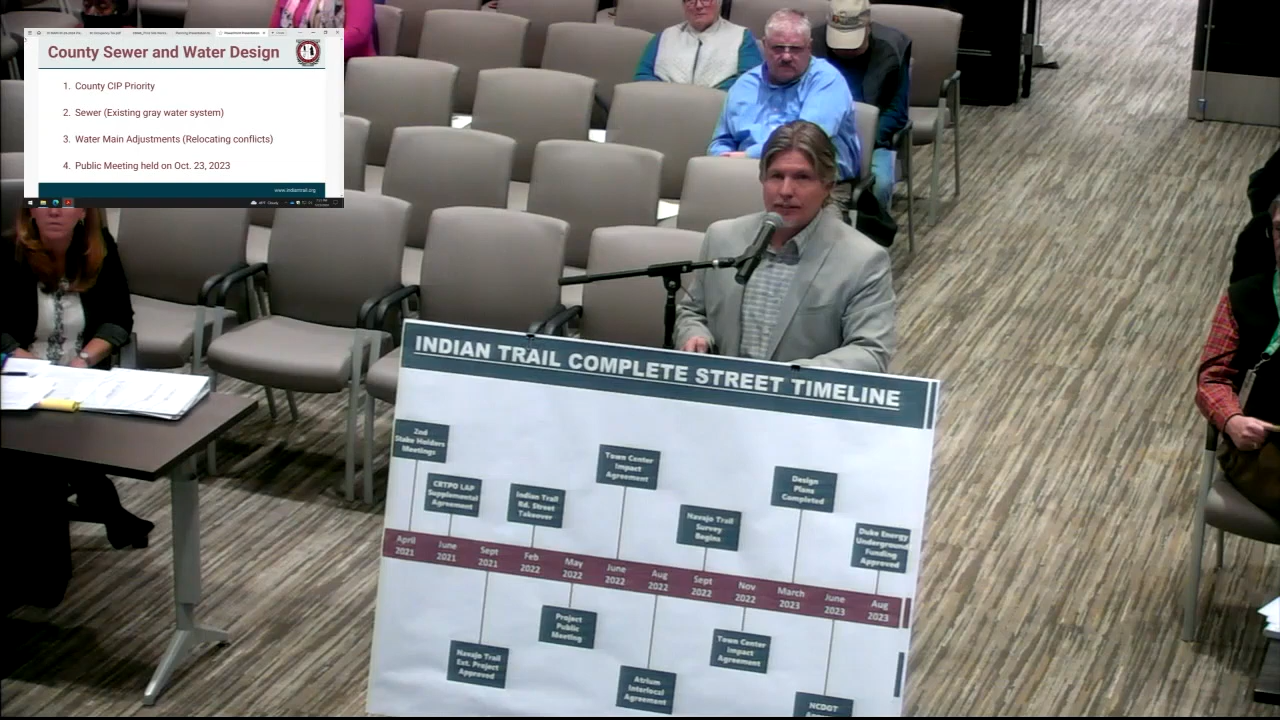 County Sewer and Water Design
1. County CIP Priority
2. Sewer (Existing gray water system)
3. Water Main Adjustments (Relocating conflicts)
4. Public Meeting held on Oct. 23, 2023
www.indiantrail.org
INDIAN TRAIL COMPLETE STREET TIMELINE
2nd
Stake Holders
Meetings
CRTPO LAP
Supplemental
Agreement
Indian Trail
Rd. Street
Takeover
Town Center
Impact
Agreement
Navajo Trail
Survey
Begins
Design
Plans
Completed
Duke Energy
Underground
Funding
Approved
April
2021
June
2021
Sept
2021
Feb
2022
May
2022
June
2022
Aug
2022
Sept
2022
Nov
2022
March
2023
June
2023
Aug
2023
Navajo Trail
Ext. Project
Approved
Project
Public
Meeting
Atrium
Interlocal
Agreement
Town Center
Impact
Agreement
NCDOT